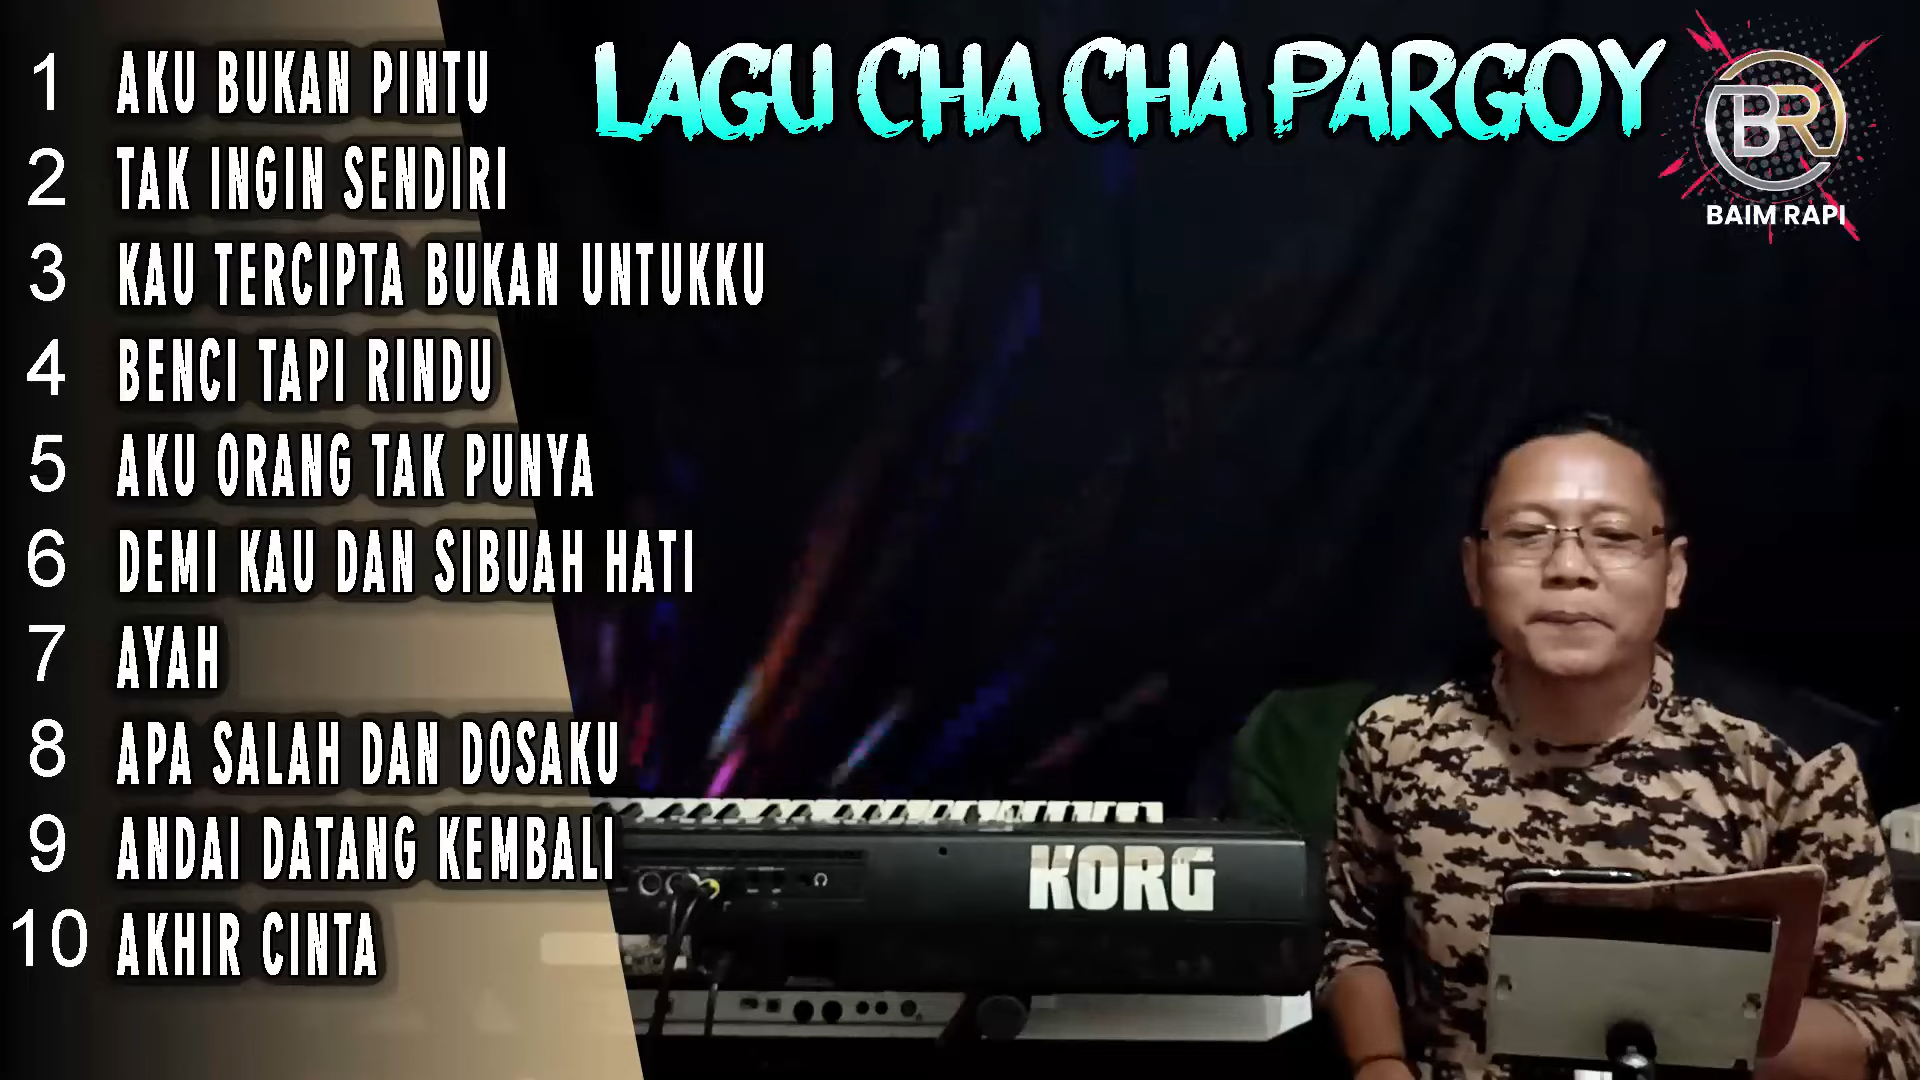 LAGU CHA CHA PARGOY
BR
BAIM RAPI
1 AKU BUKAN PINTU
2 TAK INGIN SENDIRI
3 KAU TERCIPTA BUKAN UNTUKKU
4 BENCI TAPI RINDU
5 AKU ORANG TAK PUNYA
6 DEMI KAU DAN SIBUAH HATI
7 AYAH
8 APA SALAH DAN DOSAKU
9 ANDAI DATANG KEMBALI
10 AKHIR CINTA
KORG